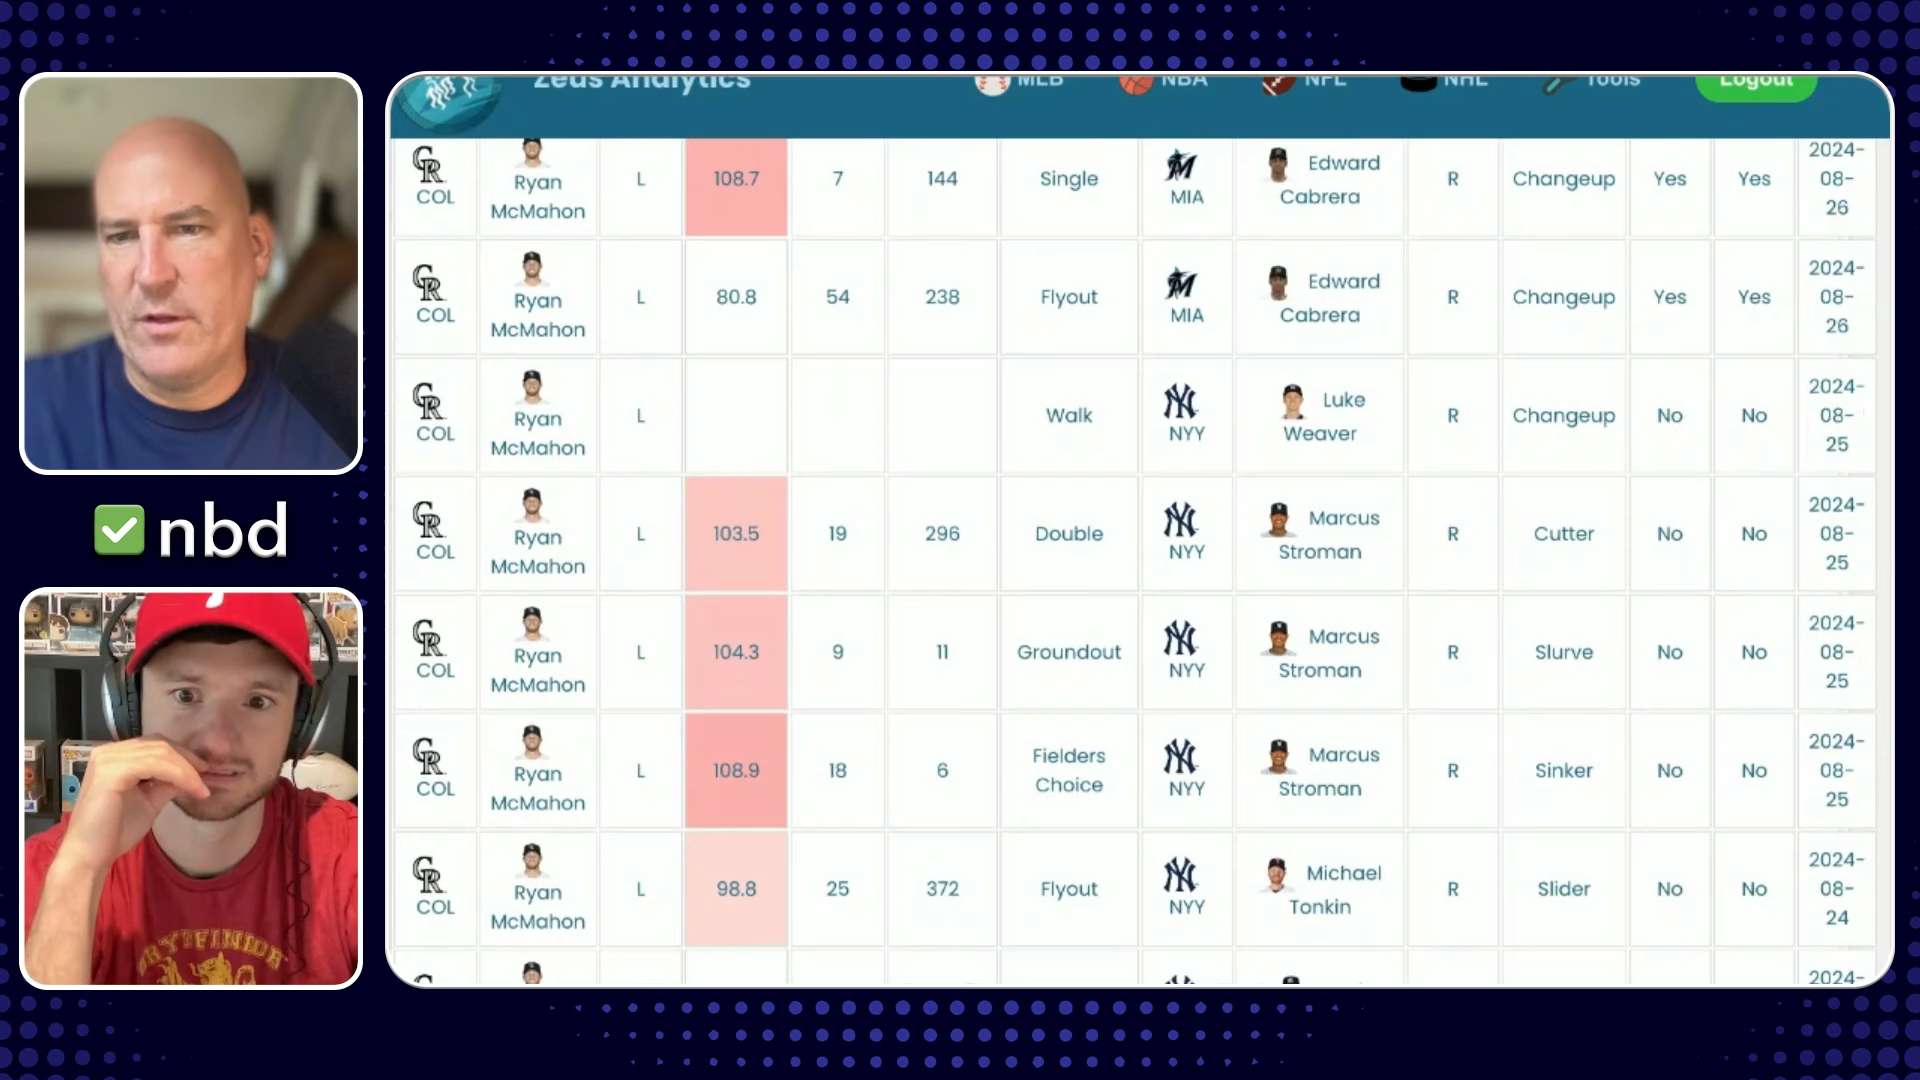 Zeus Analytics MLB NBA NFL NHL Tools Logout
COL Ryan McMahon L 108.7 7 144 Single MIA Edward Cabrera R Changeup Yes Yes 2024-08-26
COL Ryan McMahon L 80.8 54 238 Flyout MIA Edward Cabrera R Changeup Yes Yes 2024-08-26
COL Ryan McMahon L Walk NYY Luke Weaver R Changeup No No 2024-08-25
COL Ryan McMahon L 103.5 19 296 Double NYY Marcus Stroman R Cutter No No 2024-08-25
COL Ryan McMahon L 104.3 9 11 Groundout NYY Marcus Stroman R Slurve No No 2024-08-25
COL Ryan McMahon L 108.9 18 6 Fielders Choice NYY Marcus Stroman R Sinker No No 2024-08-25
COL Ryan McMahon L 98.8 25 372 Flyout NYY Michael Tonkin R Slider No No 2024-08-24
2024-
nbd
GRYFFINDOR